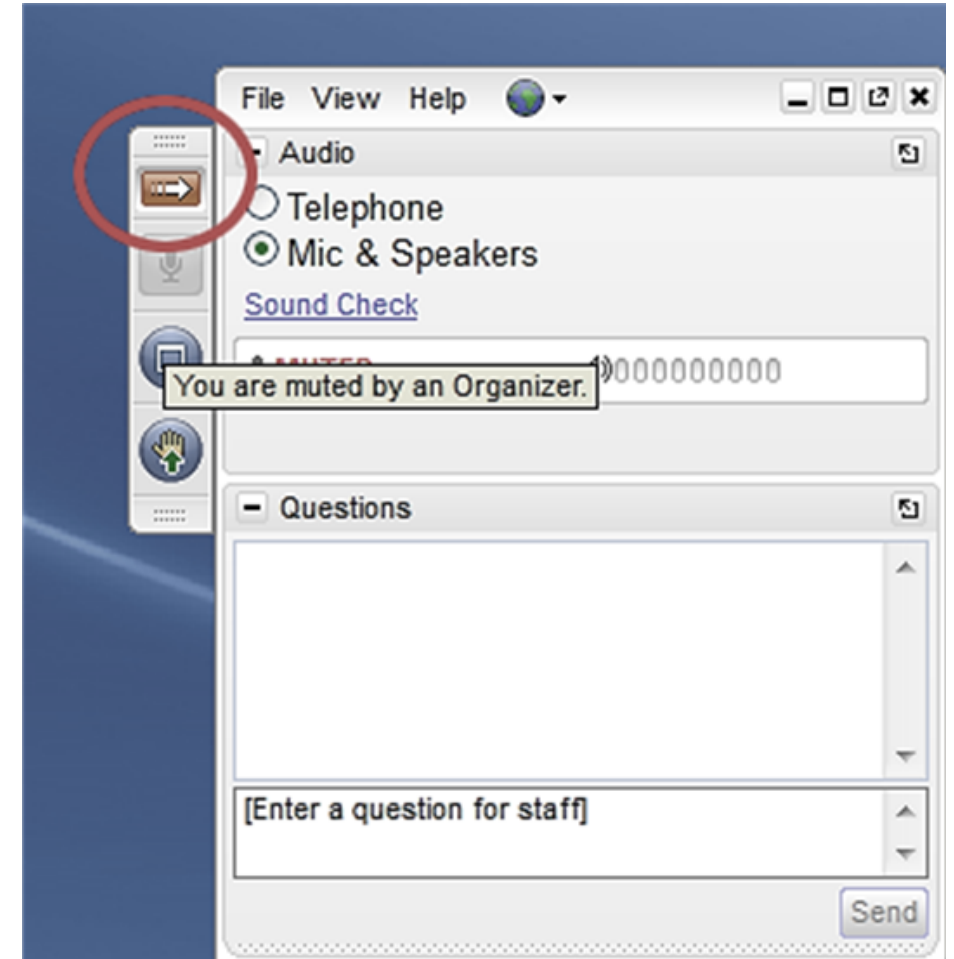 File View Help
Audio
Telephone
Mic & Speakers
Sound Check
MUTED
You are muted by an Organizer.
Questions
[Enter a question for staff]
Send